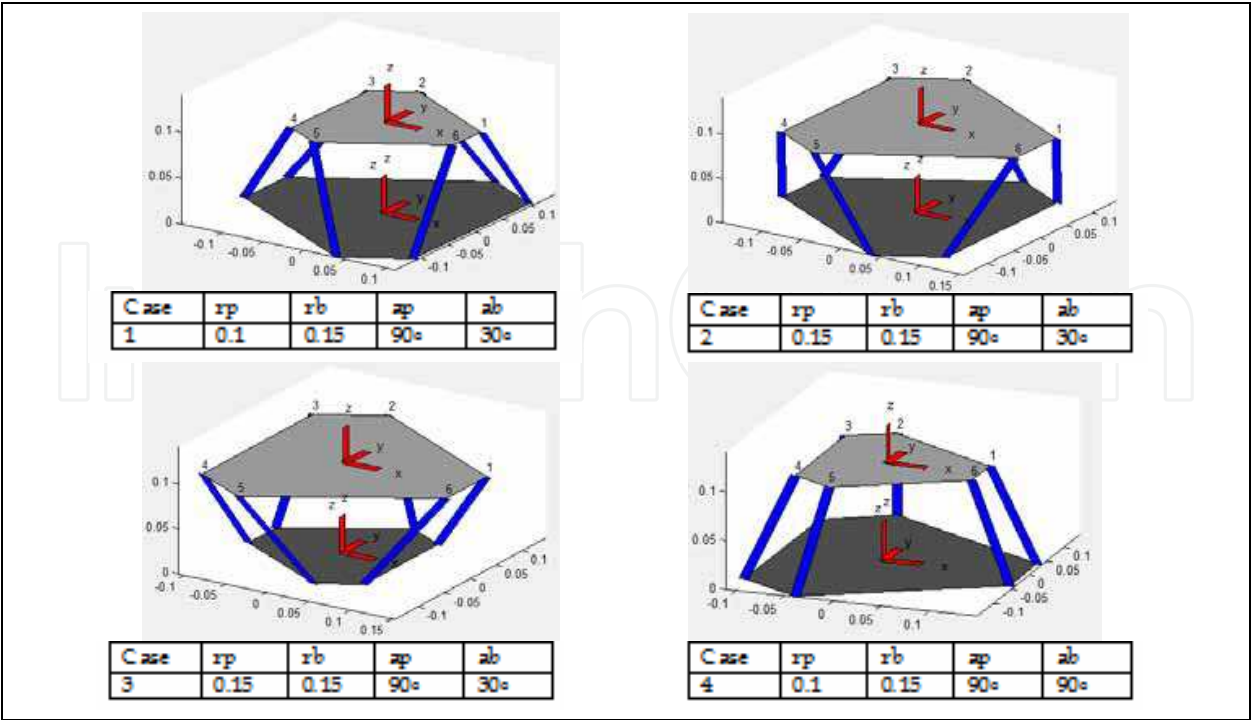 z
3 2
y
4 5 x 6 1
z z
y
x
0.1
0.05
0
-0.1 -0.05 0 0.05 0.1
-0.1 -0.05 0 0.05 0.1
Case rp rb ap ab
1 0.1 0.15 90° 30°
3 z 2
y
4 5 x 6 1
z z
y
x
0.1
0.05
0
-0.1 -0.05 0 0.05 0.1 0.15
-0.1 -0.05 0 0.05 0.1
Case rp rb ap ab
2 0.15 0.15 90° 30°
3 z 2
y
4 5 x 6 1
z z
y
x
0.1
0.05
0
-0.1 -0.05 0 0.05 0.1 0.15
-0.1 -0.05 0 0.05 0.1
Case rp rb ap ab
3 0.15 0.15 90° 30°
z
3 2
y
4 5 x 6 1
z z
y
x
0.1
0.05
0
-0.1 -0.05 0 0.05 0.1
-0.1 -0.05 0 0.05 0.1
Case rp rb ap ab
4 0.1 0.15 90° 90°